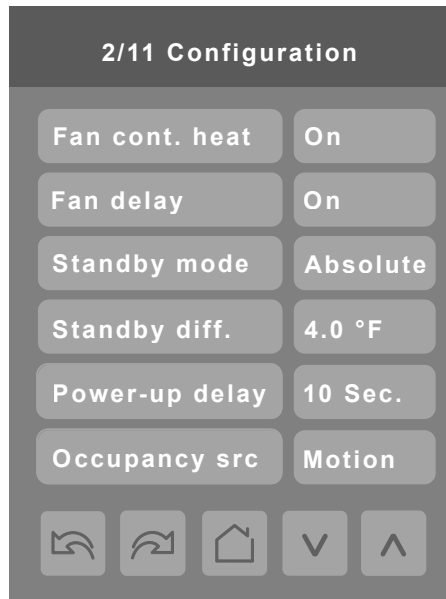 2/11 Configuration
Fan cont. heat On
Fan delay On
Standby mode Absolute
Standby diff. 4.0 °F
Power-up delay 10 Sec.
Occupancy src Motion